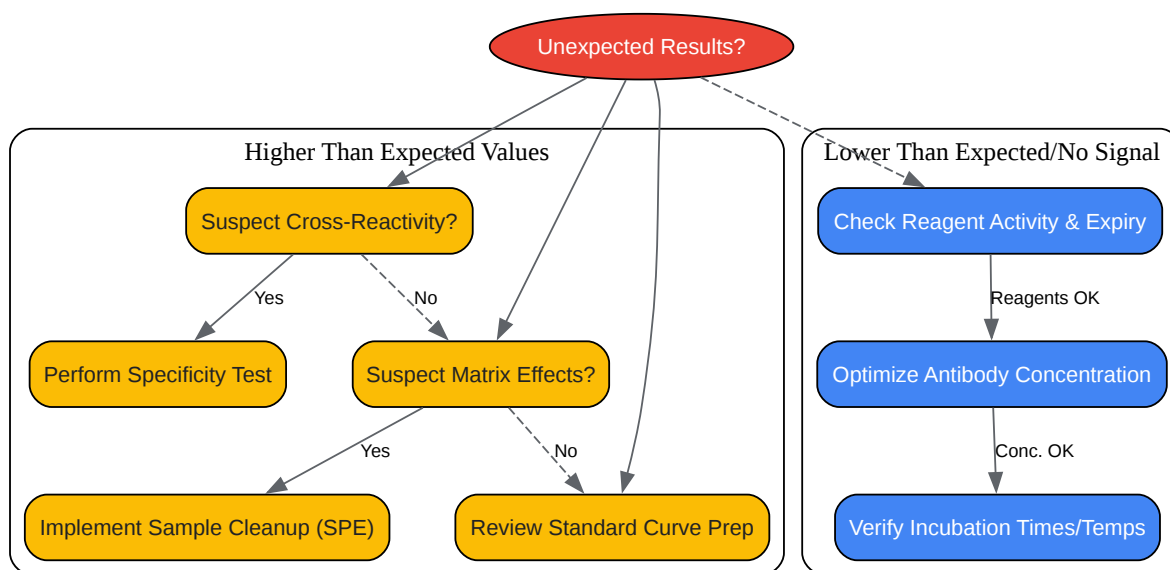 Unexpected Results?
Higher Than Expected Values
Lower Than Expected/No Signal
Suspect Cross-Reactivity?
Check Reagent Activity & Expiry
Yes
No
Reagents OK
Perform Specificity Test
Suspect Matrix Effects?
Optimize Antibody Concentration
Yes
No
Conc. OK
Implement Sample Cleanup (SPE)
Review Standard Curve Prep
Verify Incubation Times/Temps